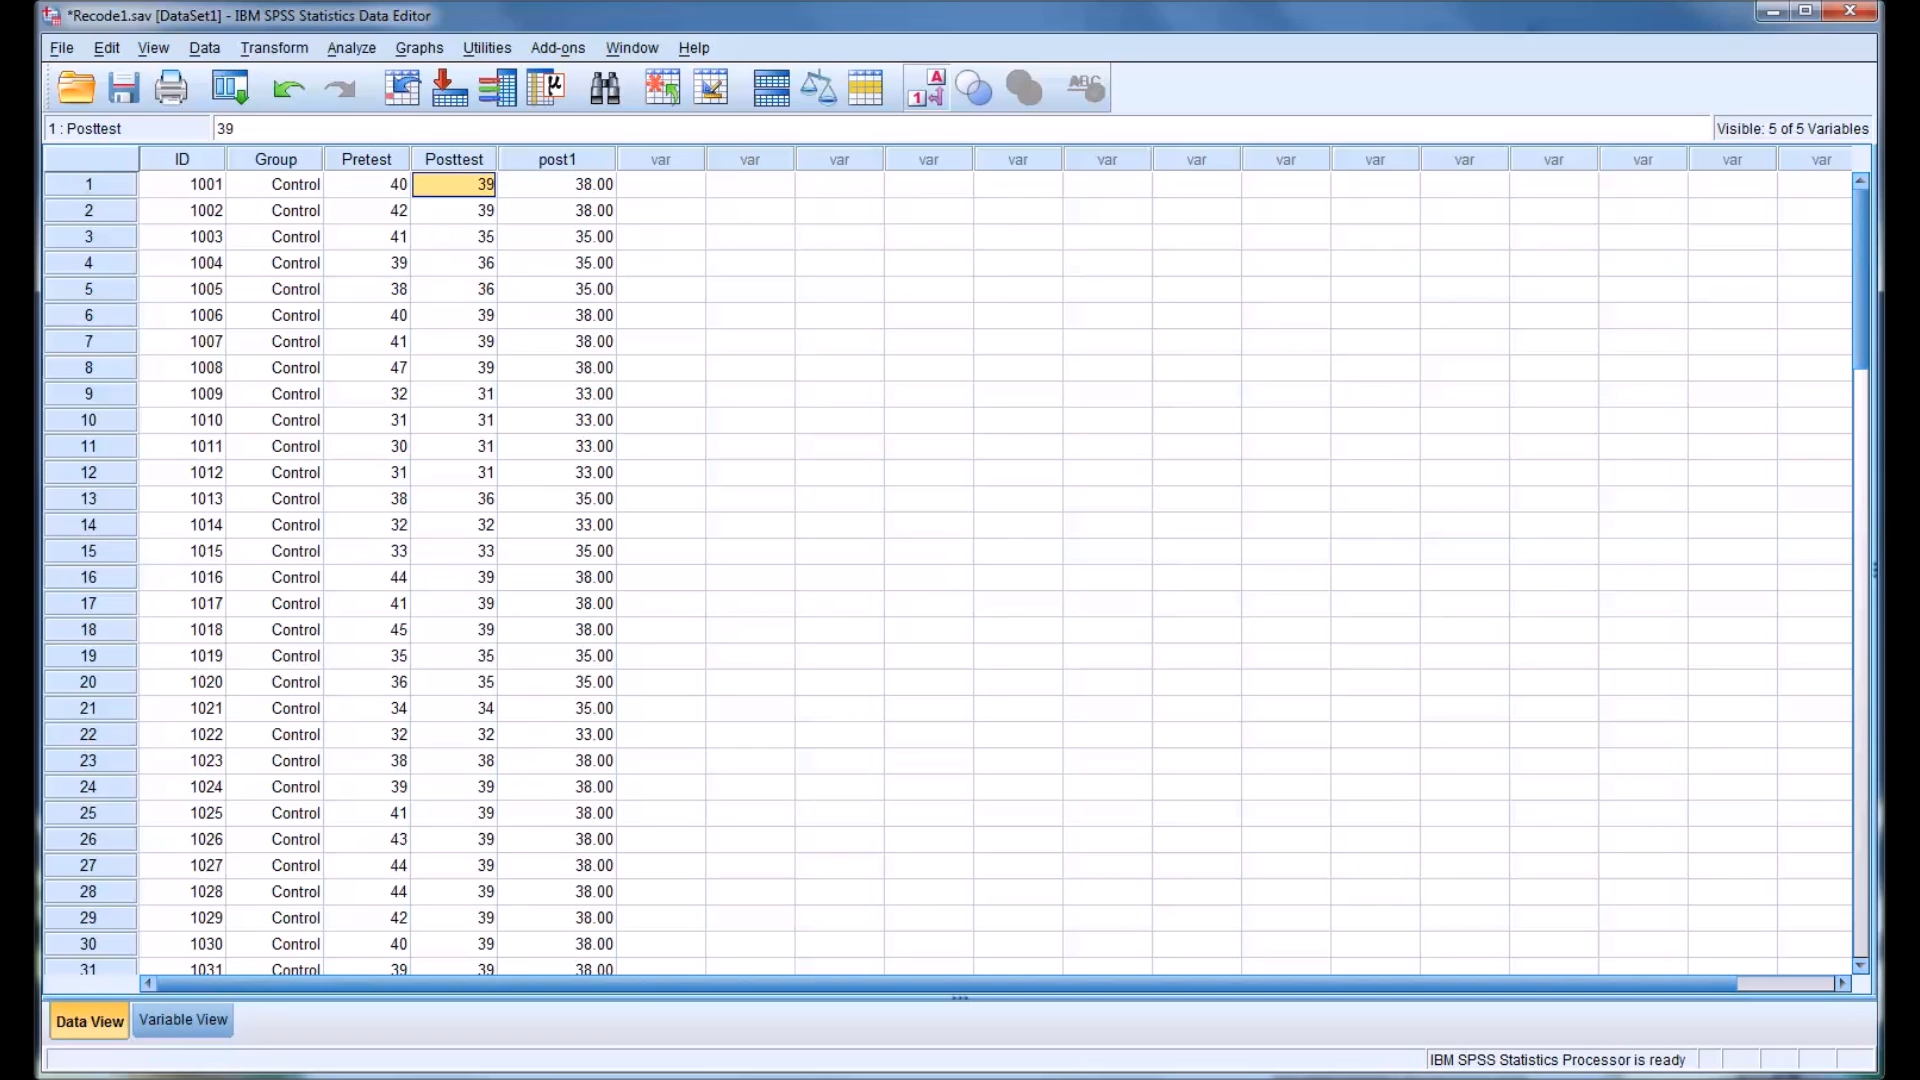 *Recode1.sav [DataSet1] - IBM SPSS Statistics Data Editor
File Edit View Data Transform Analyze Graphs Utilities Add-ons Window Help
1 : Posttest 39 Visible: 5 of 5 Variables
ID Group Pretest Posttest post1 var var var var var var var var var var var var var var
1 1001 Control 40 39 38.00
2 1002 Control 42 39 38.00
3 1003 Control 41 35 35.00
4 1004 Control 39 36 35.00
5 1005 Control 38 36 35.00
6 1006 Control 40 39 38.00
7 1007 Control 41 39 38.00
8 1008 Control 47 39 38.00
9 1009 Control 32 31 33.00
10 1010 Control 31 31 33.00
11 1011 Control 30 31 33.00
12 1012 Control 31 31 33.00
13 1013 Control 38 36 35.00
14 1014 Control 32 32 33.00
15 1015 Control 33 33 35.00
16 1016 Control 44 39 38.00
17 1017 Control 41 39 38.00
18 1018 Control 45 39 38.00
19 1019 Control 35 35 35.00
20 1020 Control 36 35 35.00
21 1021 Control 34 34 35.00
22 1022 Control 32 32 33.00
23 1023 Control 38 38 38.00
24 1024 Control 39 39 38.00
25 1025 Control 41 39 38.00
26 1026 Control 43 39 38.00
27 1027 Control 44 39 38.00
28 1028 Control 44 39 38.00
29 1029 Control 42 39 38.00
30 1030 Control 40 39 38.00
31 1031 Control 39 39 38.00
Data View Variable View
IBM SPSS Statistics Processor is ready